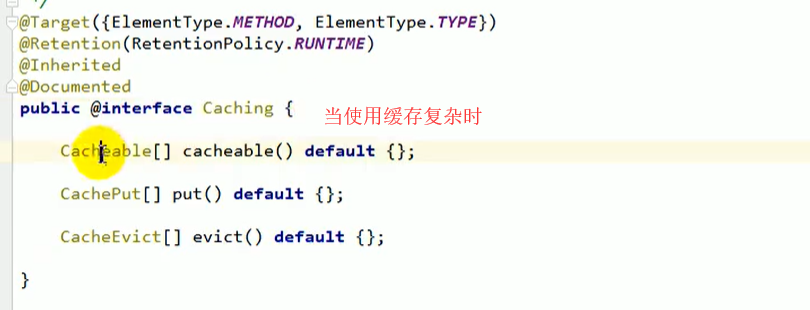 */
@Target({ElementType.METHOD, ElementType.TYPE})
@Retention(RetentionPolicy.RUNTIME)
@Inherited
@Documented
public @interface Caching {
当使用缓存复杂时
Cacheable[] cacheable() default {};
CachePut[] put() default {};
CacheEvict[] evict() default {};
}